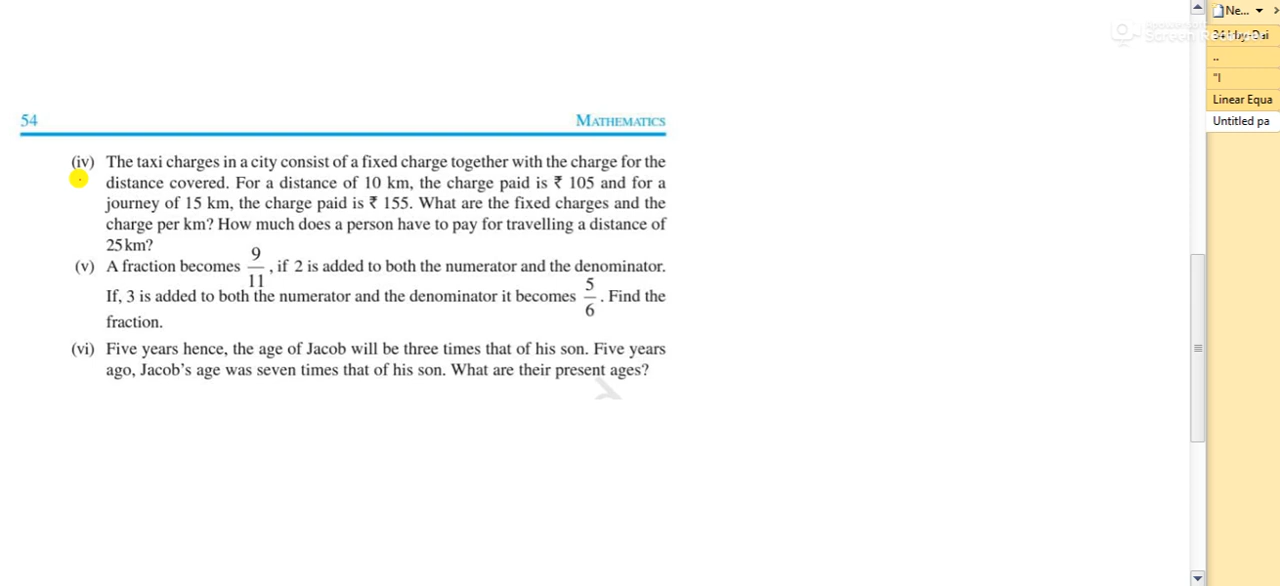 Ne...
54
MATHEMATICS
Linear Equa
Untitled pa
(iv) The taxi charges in a city consist of a fixed charge together with the charge for the
distance covered. For a distance of 10 km, the charge paid is ₹ 105 and for a
journey of 15 km, the charge paid is ₹ 155. What are the fixed charges and the
charge per km? How much does a person have to pay for travelling a distance of
25 km?
(v) A fraction becomes 9/11, if 2 is added to both the numerator and the denominator.
If, 3 is added to both the numerator and the denominator it becomes 5/6. Find the
fraction.
(vi) Five years hence, the age of Jacob will be three times that of his son. Five years
ago, Jacob's age was seven times that of his son. What are their present ages?